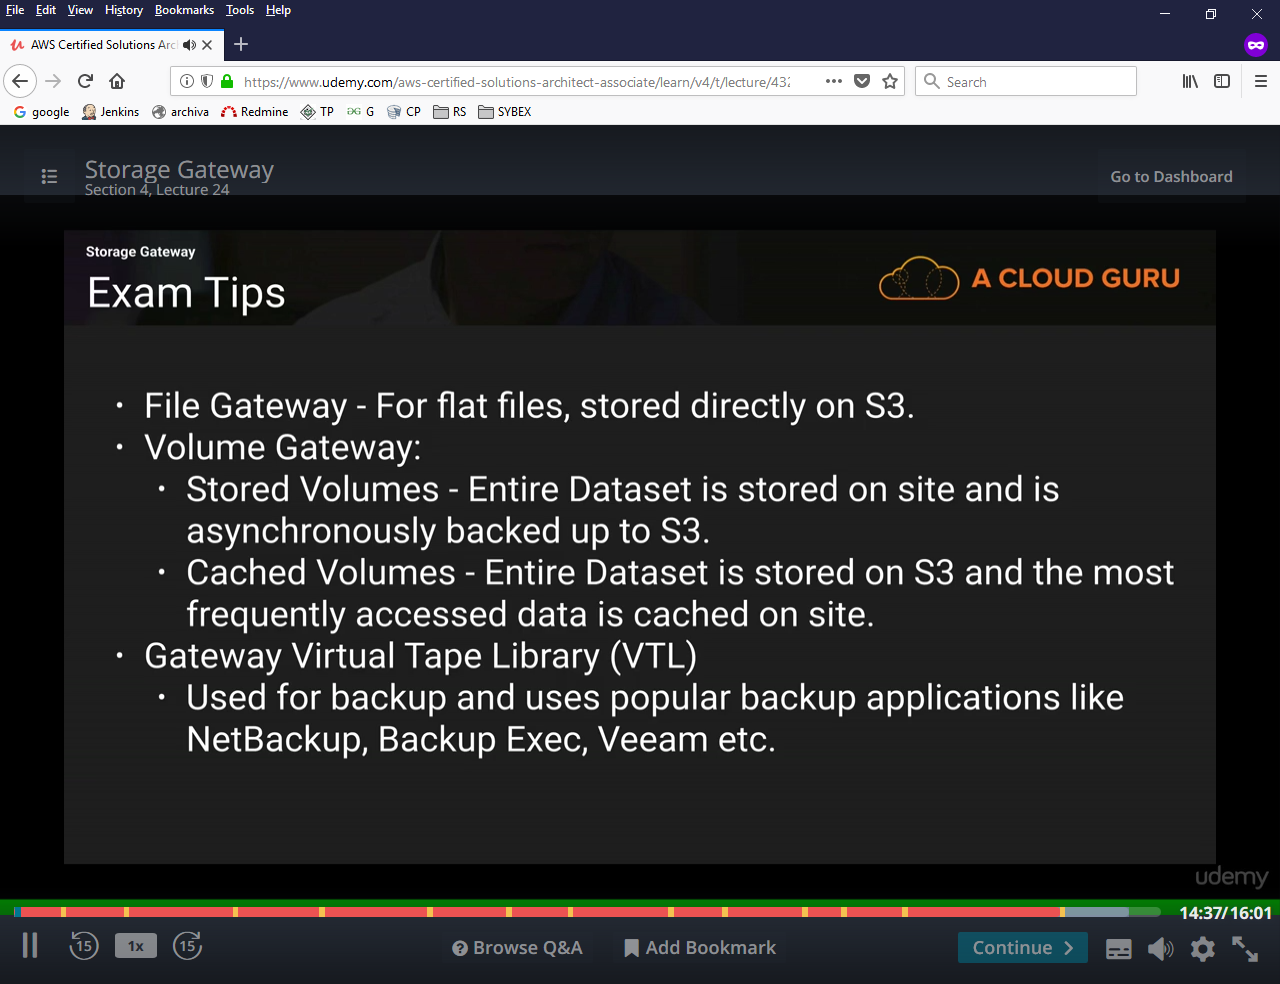 File Edit View History Bookmarks Tools Help
AWS Certified Solutions Arc
https://www.udemy.com/aws-certified-solutions-architect-associate/learn/v4/t/lecture/432
Search
google Jenkins archiva Redmine TP G CP RS SYBEX
Storage Gateway
Section 4, Lecture 24
Go to Dashboard
Storage Gateway
Exam Tips
A CLOUD GURU
• File Gateway - For flat files, stored directly on S3.
• Volume Gateway:
• Stored Volumes - Entire Dataset is stored on site and is
asynchronously backed up to S3.
• Cached Volumes - Entire Dataset is stored on S3 and the most
frequently accessed data is cached on site.
• Gateway Virtual Tape Library (VTL)
• Used for backup and uses popular backup applications like
NetBackup, Backup Exec, Veeam etc.
udemy
14:37/16:01
15 1x 15 Browse Q&A Add Bookmark Continue